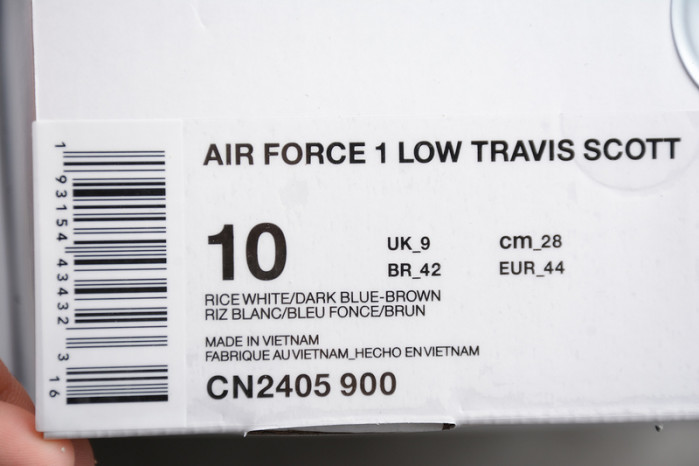 AIR FORCE 1 LOW TRAVIS SCOTT
10
UK_9
cm_28
BR_42
EUR_44
RICE WHITE/DARK BLUE-BROWN
RIZ BLANC/BLEU FONCE/BRUN
MADE IN VIETNAM
FABRIQUE AU VIETNAM_HECHO EN VIETNAM
CN2405 900
1 93154 43432 3 16